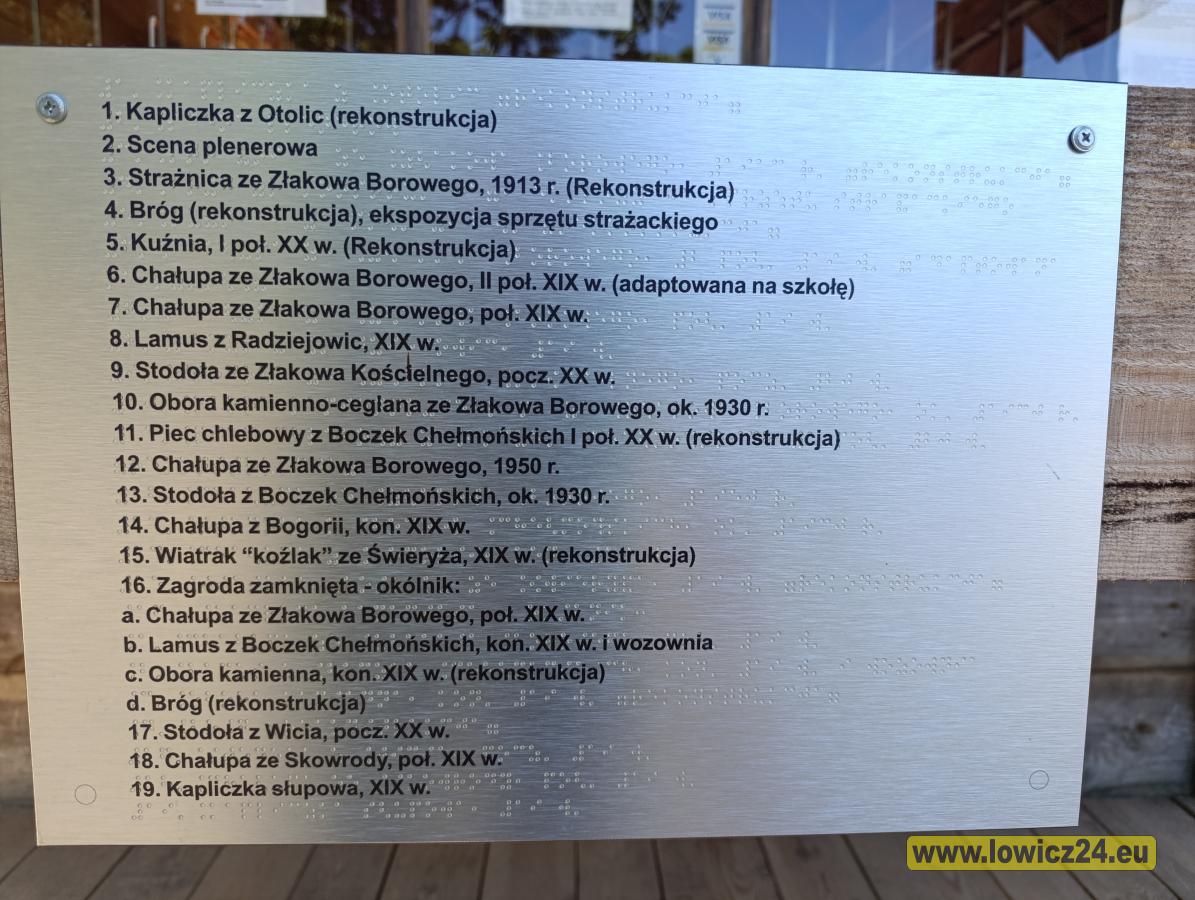 1. Kapliczka z Otolic (rekonstrukcja)
2. Scena plenerowa
3. Strażnica ze Złakowa Borowego, 1913 r. (Rekonstrukcja)
4. Bróg (rekonstrukcja), ekspozycja sprzętu strażackiego
5. Kuźnia, I poł. XX w. (Rekonstrukcja)
6. Chałupa ze Złakowa Borowego, II poł. XIX w. (adaptowana na szkołę)
7. Chałupa ze Złakowa Borowego, poł. XIX w.
8. Lamus z Radziejowic, XIX w.
9. Stodoła ze Złakowa Kościelnego, pocz. XX w.
10. Obora kamienno-ceglana ze Złakowa Borowego, ok. 1930 r.
11. Piec chlebowy z Boczek Chełmońskich I poł. XX w. (rekonstrukcja)
12. Chałupa ze Złakowa Borowego, 1950 r.
13. Stodoła z Boczek Chełmońskich, ok. 1930 r.
14. Chałupa z Bogorii, kon. XIX w.
15. Wiatrak “koźlak” ze Świeryża, XIX w. (rekonstrukcja)
16. Zagroda zamknięta - okólnik:
a. Chałupa ze Złakowa Borowego, poł. XIX w.
b. Lamus z Boczek Chełmońskich, kon. XIX w. i wozownia
c. Obora kamienna, kon. XIX w. (rekonstrukcja)
d. Bróg (rekonstrukcja)
17. Stodoła z Wicia, pocz. XX w.
18. Chałupa ze Skowrody, poł. XIX w.
19. Kapliczka słupowa, XIX w.
www.lowicz24.eu